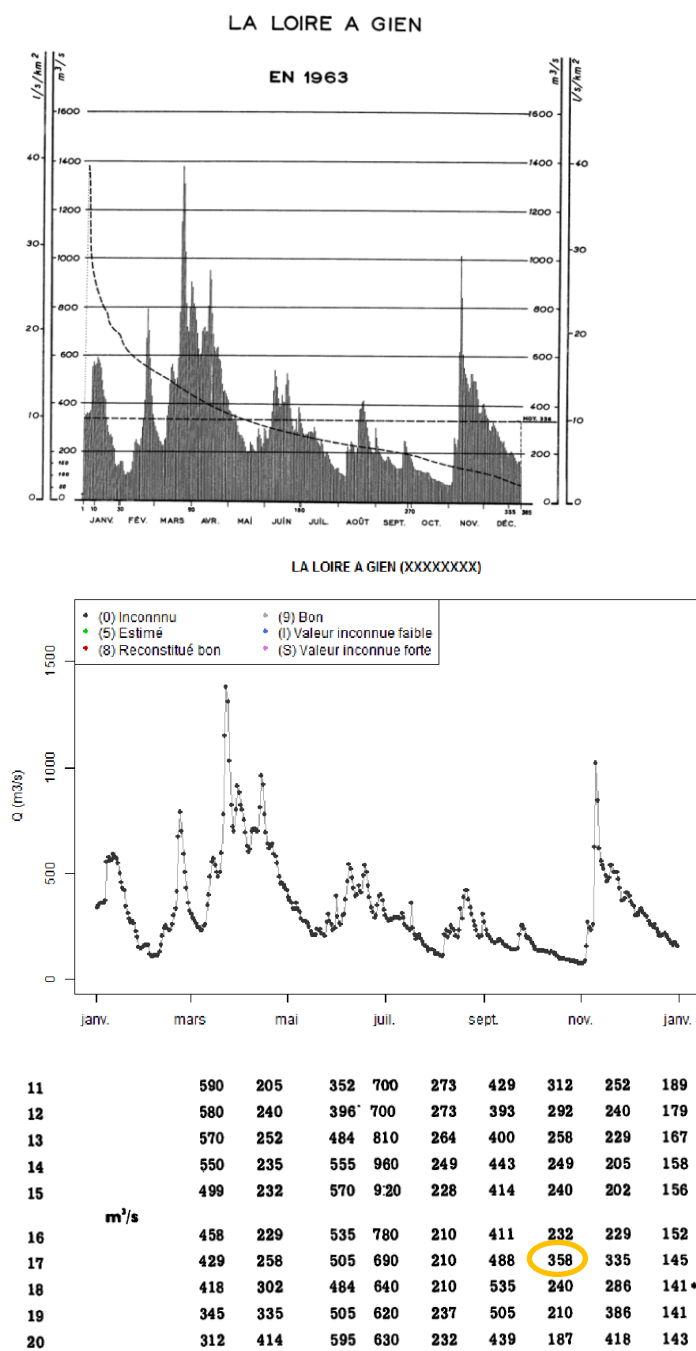 LA LOIRE A GIEN
EN 1963
l/s/km² m³/s m³/s l/s/km²
1600 1600
40 1400 1400 40
1200 1200
30 1000 1000 30
800 800
20 600 600 20
10 400 400 10
MOY. 336
200 200
150
100 100
50
0 0 0 0
1 10 30 90 180 270 355 365
JANV. FÉV. MARS AVR. MAI JUIN JUIL. AOÛT SEPT. OCT. NOV. DÉC.
LA LOIRE A GIEN (XXXXXXXX)
(0) Inconnnu (9) Bon
(5) Estimé (I) Valeur inconnue faible
(8) Reconstitué bon (S) Valeur inconnue forte
Q (m3/s)
1500
1000
500
0
janv. mars mai juil. sept. nov. janv.
11 590 205 352 700 273 429 312 252 189
12 580 240 396 700 273 393 292 240 179
13 570 252 484 810 264 400 258 229 167
14 550 235 555 960 249 443 249 205 158
15 499 232 570 9:20 228 414 240 202 156
m³/s
16 458 229 535 780 210 411 232 229 152
17 429 258 505 690 210 488 358 335 145
18 418 302 484 640 210 535 240 286 141
19 345 335 505 620 237 505 210 386 141
20 312 414 595 630 232 439 187 418 143